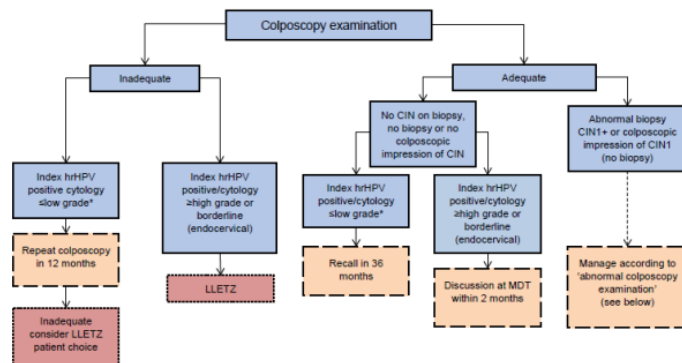 Colposcopy examination
Inadequate
Adequate
No CIN on biopsy,
no biopsy or no
colposcopic
impression of CIN
Abnormal biopsy
CIN1+ or colposcopic
impression of CIN1
(no biopsy)
Index hrHPV
positive cytology
≤low grade*
Index hrHPV
positive/cytology
≥high grade or
borderline
(endocervical)
Index hrHPV
positive/cytology
≤low grade*
Index hrHPV
positive/cytology
≥high grade or
borderline
(endocervical)
Repeat colposcopy
in 12 months
LLETZ
Recall in 36
months
Discussion at MDT
within 2 months
Manage according to
‘abnormal colposcopy
examination’
(see below)
Inadequate
consider LLETZ
patient choice